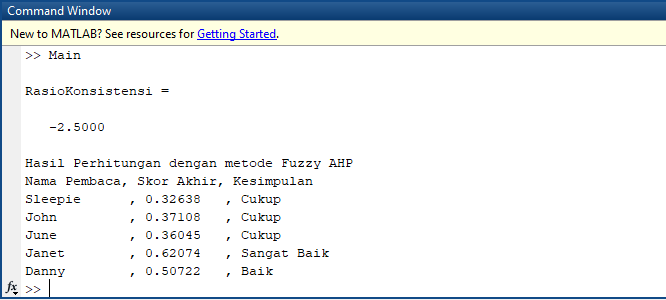 Command Window
New to MATLAB? See resources for Getting Started.
>> Main
RasioKonsistensi =
-2.5000
Hasil Perhitungan dengan metode Fuzzy AHP
Nama Pembaca, Skor Akhir, Kesimpulan
Sleepie , 0.32638 , Cukup
John , 0.37108 , Cukup
June , 0.36045 , Cukup
Janet , 0.62074 , Sangat Baik
Danny , 0.50722 , Baik
fx >>